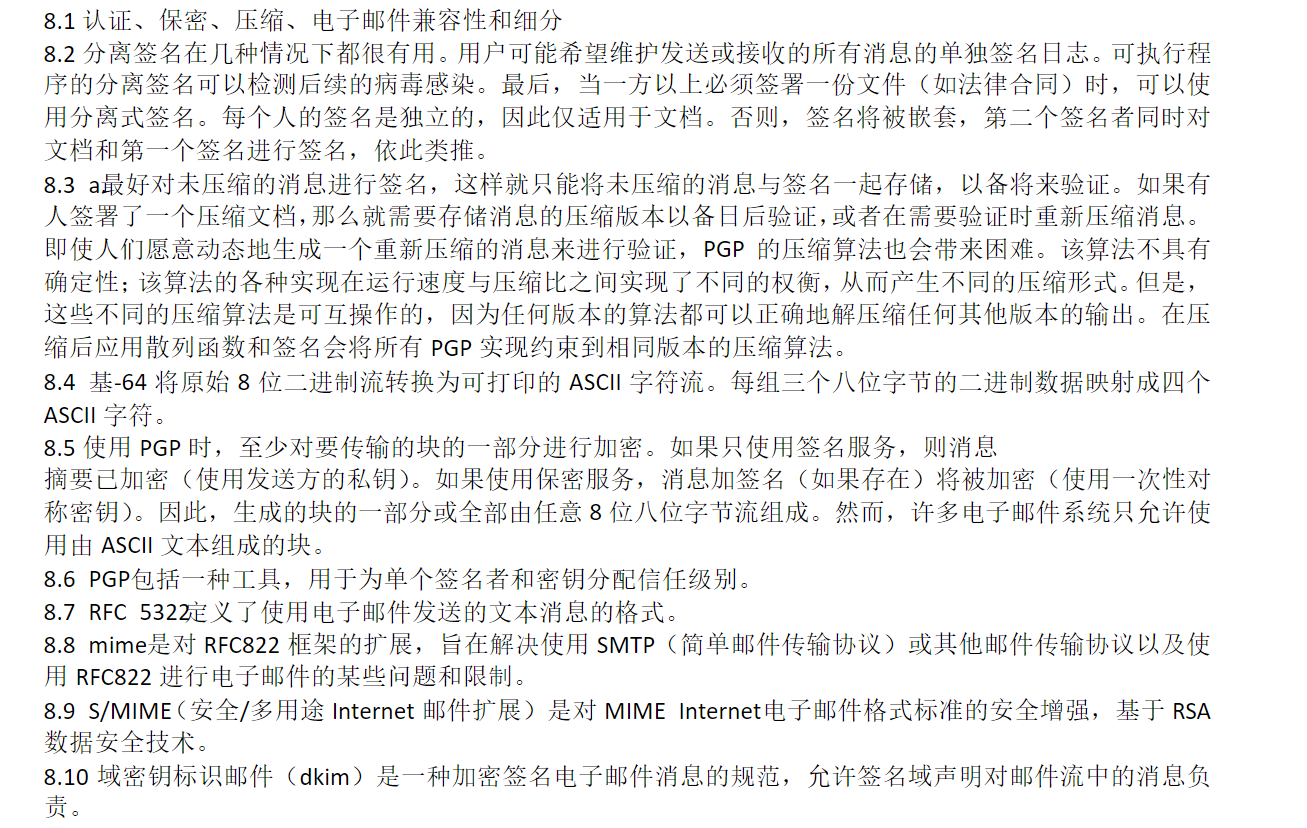 8.1 认证、保密、压缩、电子邮件兼容性和细分
8.2 分离签名在几种情况下都很有用。用户可能希望维护发送或接收的所有消息的单独签名日志。可执行程
序的分离签名可以检测后续的病毒感染。最后，当一方以上必须签署一份文件（如法律合同）时，可以使
用分离式签名。每个人的签名是独立的，因此仅适用于文档。否则，签名将被嵌套，第二个签名者同时对
文档和第一个签名进行签名，依此类推。
8.3 a.最好对未压缩的消息进行签名，这样就只能将未压缩的消息与签名一起存储，以备将来验证。如果有
人签署了一个压缩文档，那么就需要存储消息的压缩版本以备日后验证，或者在需要验证时重新压缩消息。
即使人们愿意动态地生成一个重新压缩的消息来进行验证，PGP 的压缩算法也会带来困难。该算法不具有
确定性；该算法的各种实现在运行速度与压缩比之间实现了不同的权衡，从而产生不同的压缩形式。但是，
这些不同的压缩算法是可互操作的，因为任何版本的算法都可以正确地解压缩任何其他版本的输出。在压
缩后应用散列函数和签名会将所有 PGP 实现约束到相同版本的压缩算法。
8.4 基-64 将原始 8 位二进制流转换为可打印的 ASCII 字符流。每组三个八位字节的二进制数据映射成四个
ASCII 字符。
8.5 使用 PGP 时，至少对要传输的块的一部分进行加密。如果只使用签名服务，则消息
摘要已加密（使用发送方的私钥）。如果使用保密服务，消息加签名（如果存在）将被加密（使用一次性对
称密钥）。因此，生成的块的一部分或全部由任意 8 位八位字节流组成。然而，许多电子邮件系统只允许使
用由 ASCII 文本组成的块。
8.6 PGP包括一种工具，用于为单个签名者和密钥分配信任级别。
8.7 RFC 5322定义了使用电子邮件发送的文本消息的格式。
8.8 mime是对 RFC822 框架的扩展，旨在解决使用 SMTP（简单邮件传输协议）或其他邮件传输协议以及使
用 RFC822 进行电子邮件的某些问题和限制。
8.9 S/MIME（安全/多用途 Internet 邮件扩展）是对 MIME Internet电子邮件格式标准的安全增强，基于 RSA
数据安全技术。
8.10 域密钥标识邮件（dkim）是一种加密签名电子邮件消息的规范，允许签名域声明对邮件流中的消息负
责。